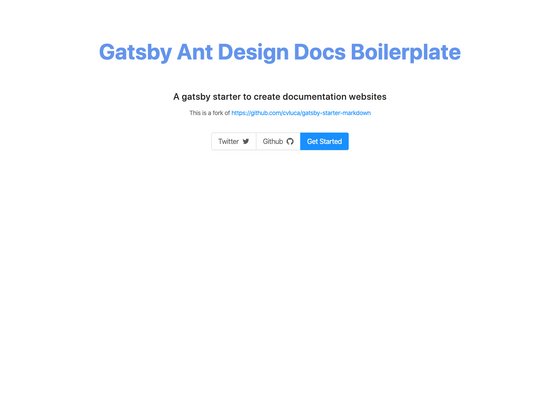 Gatsby Ant Design Docs Boilerplate
A gatsby starter to create documentation websites
This is a fork of https://github.com/cvluca/gatsby-starter-markdown
Twitter Github Get Started